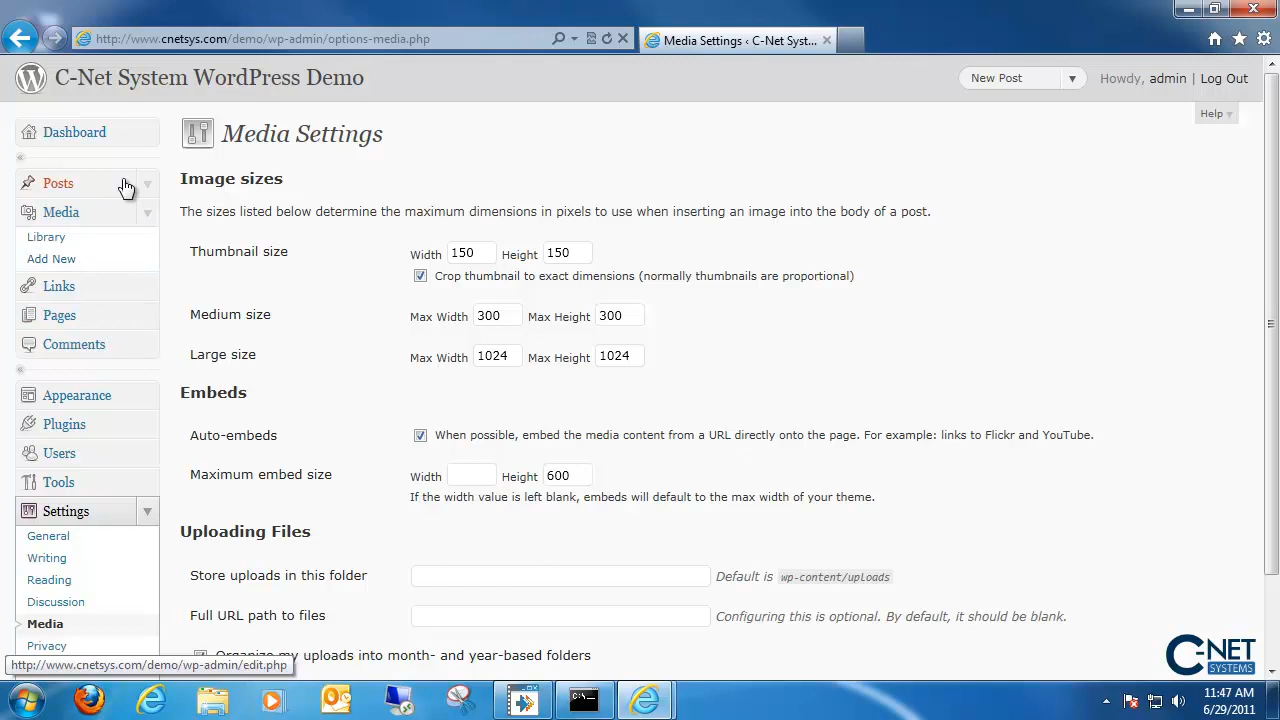 http://www.cnetsys.com/demo/wp-admin/options-media.php
Media Settings ‹ C-Net Syst...
C-Net System WordPress Demo
New Post
Howdy, admin | Log Out
Help
Dashboard
Media Settings
Posts
Media
Library
Add New
Links
Pages
Comments
Appearance
Plugins
Users
Tools
Settings
General
Writing
Reading
Discussion
Media
Privacy
Image sizes
The sizes listed below determine the maximum dimensions in pixels to use when inserting an image into the body of a post.
Thumbnail size Width 150 Height 150
Crop thumbnail to exact dimensions (normally thumbnails are proportional)
Medium size Max Width 300 Max Height 300
Large size Max Width 1024 Max Height 1024
Embeds
Auto-embeds When possible, embed the media content from a URL directly onto the page. For example: links to Flickr and YouTube.
Maximum embed size Width Height 600
If the width value is left blank, embeds will default to the max width of your theme.
Uploading Files
Store uploads in this folder Default is wp-content/uploads
Full URL path to files Configuring this is optional. By default, it should be blank.
Organize my uploads into month- and year-based folders
http://www.cnetsys.com/demo/wp-admin/edit.php
C-NET
SYSTEMS
11:47 AM
6/29/2011